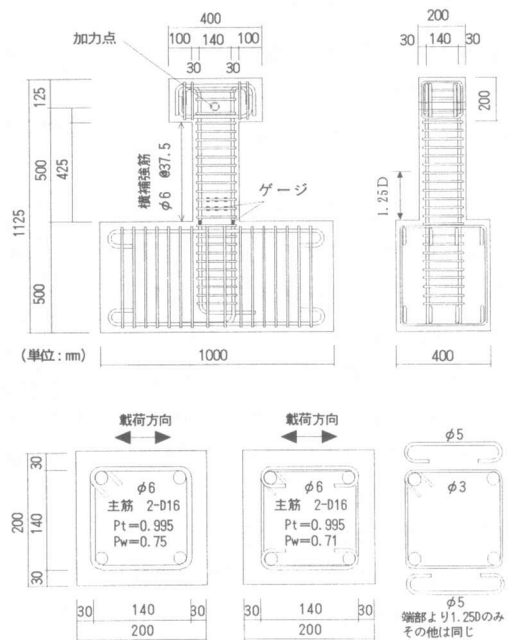 400
100 140 100
30 30
加力点
125
500
425
1125
500
横補強筋
φ6 @37.5
ゲージ
(単位:mm)
1000
200
30 140 30
200
1.25D
400
載荷方向
30
200
140
30
φ6
主筋 2-D16
Pt=0.995
Pw=0.75
30 140 30
200
載荷方向
φ6
主筋 2-D16
Pt=0.995
Pw=0.71
30 140 30
200
φ5
φ3
φ5
端部より1.25Dのみ
その他は同じ